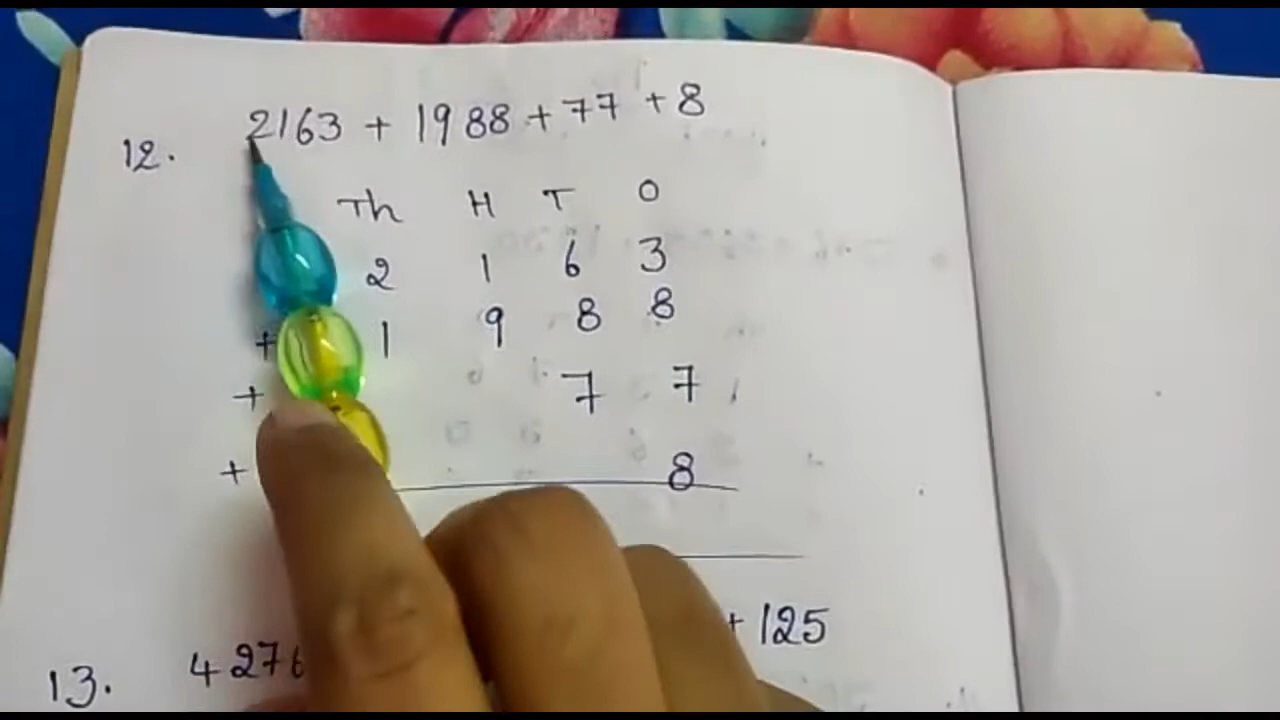 12. 2163 + 1988 + 77 + 8
Th H T O
2 1 6 3
+ 1 9 8 8
+ 7 7
+ 8
13. 4276 + 125